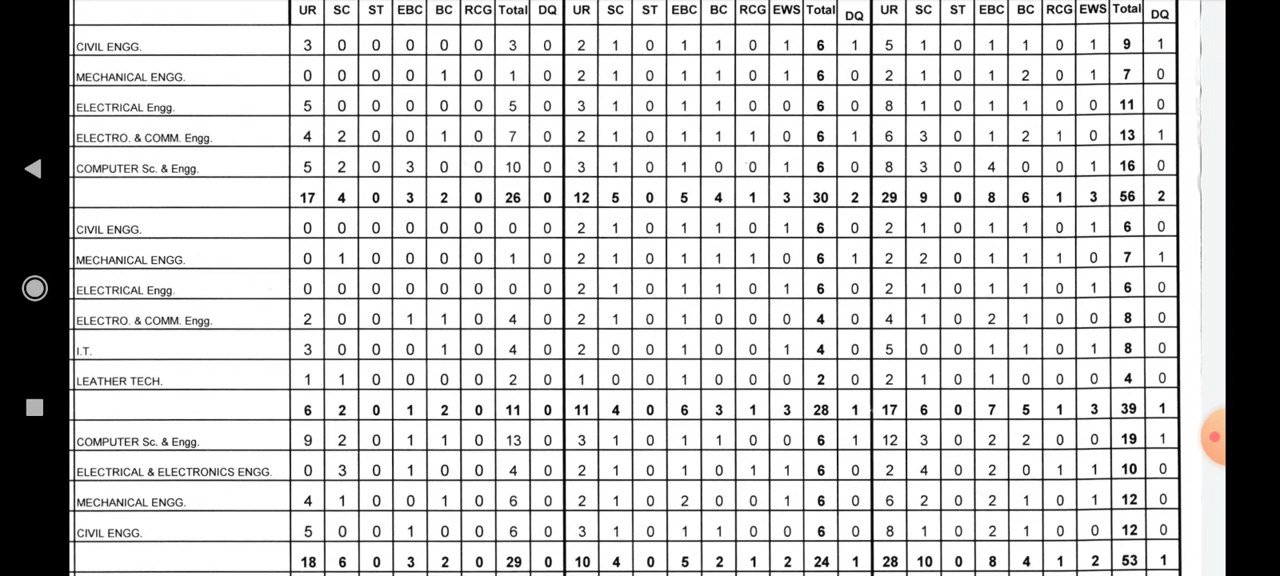 UR SC ST EBC BC RCG Total DQ UR SC ST EBC BC RCG EWS Total DQ UR SC ST EBC BC RCG EWS Total DQ
CIVIL ENGG. 3 0 0 0 0 0 3 0 2 1 0 1 1 0 1 6 1 5 1 0 1 1 0 1 9 1
MECHANICAL ENGG. 0 0 0 0 1 0 1 0 2 1 0 1 1 0 1 6 0 2 1 0 1 2 0 1 7 0
ELECTRICAL Engg. 5 0 0 0 0 0 5 0 3 1 0 1 1 0 0 6 0 8 1 0 1 1 0 0 11 0
ELECTRO. & COMM. Engg. 4 2 0 0 1 0 7 0 2 1 0 1 1 1 0 6 1 6 3 0 1 2 1 0 13 1
COMPUTER Sc. & Engg. 5 2 0 3 0 0 10 0 3 1 0 1 0 0 1 6 0 8 3 0 4 0 0 1 16 0
17 4 0 3 2 0 26 0 12 5 0 5 4 1 3 30 2 29 9 0 8 6 1 3 56 2
CIVIL ENGG. 0 0 0 0 0 0 0 0 2 1 0 1 1 0 1 6 0 2 1 0 1 1 0 1 6 0
MECHANICAL ENGG. 0 1 0 0 0 0 1 0 2 1 0 1 1 1 0 6 1 2 2 0 1 1 1 0 7 1
ELECTRICAL Engg. 0 0 0 0 0 0 0 0 2 1 0 1 1 0 1 6 0 2 1 0 1 1 0 1 6 0
ELECTRO. & COMM. Engg. 2 0 0 1 1 0 4 0 2 1 0 1 0 0 0 4 0 4 1 0 2 1 0 0 8 0
I.T. 3 0 0 0 1 0 4 0 2 0 0 1 0 0 1 4 0 5 0 0 1 1 0 1 8 0
LEATHER TECH. 1 1 0 0 0 0 2 0 1 0 0 1 0 0 0 2 0 2 1 0 1 0 0 0 4 0
6 2 0 1 2 0 11 0 11 4 0 6 3 1 3 28 1 17 6 0 7 5 1 3 39 1
COMPUTER Sc. & Engg. 9 2 0 1 1 0 13 0 3 1 0 1 1 0 0 6 1 12 3 0 2 2 0 0 19 1
ELECTRICAL & ELECTRONICS ENGG. 0 3 0 1 0 0 4 0 2 1 0 1 0 1 1 6 0 2 4 0 2 0 1 1 10 0
MECHANICAL ENGG. 4 1 0 0 1 0 6 0 2 1 0 2 0 0 1 6 0 6 2 0 2 1 0 1 12 0
CIVIL ENGG. 5 0 0 1 0 0 6 0 3 1 0 1 1 0 0 6 0 8 1 0 2 1 0 0 12 0
18 6 0 3 2 0 29 0 10 4 0 5 2 1 2 24 1 28 10 0 8 4 1 2 53 1